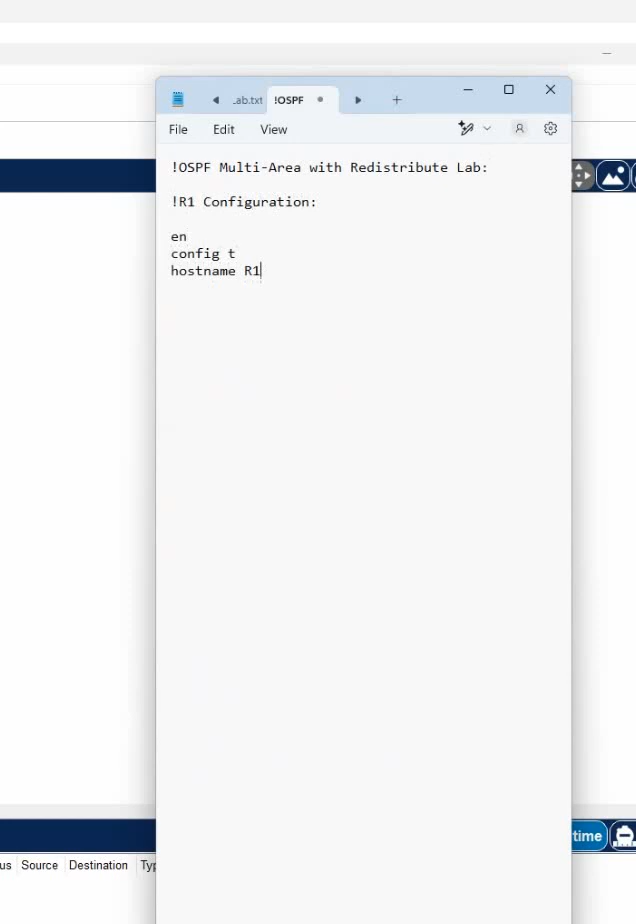 .ab.txt
!OSPF
File Edit View
!OSPF Multi-Area with Redistribute Lab:
!R1 Configuration:
en
config t
hostname R1
time
us Source Destination Typ